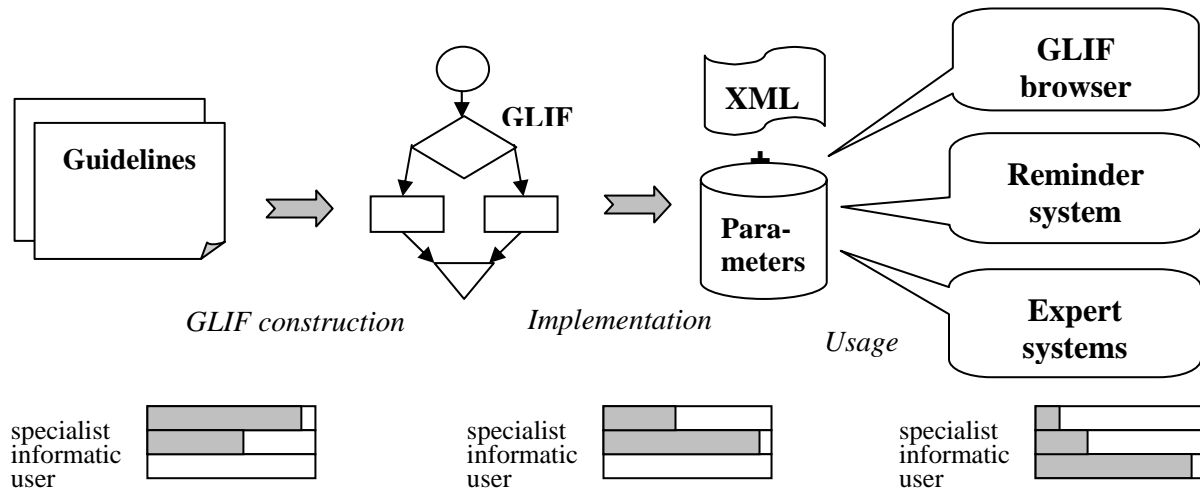 Guidelines
GLIF
XML
+
Para-
meters
GLIF
browser
Reminder
system
Expert
systems
GLIF construction
Implementation
Usage
specialist
informatic
user
specialist
informatic
user
specialist
informatic
user